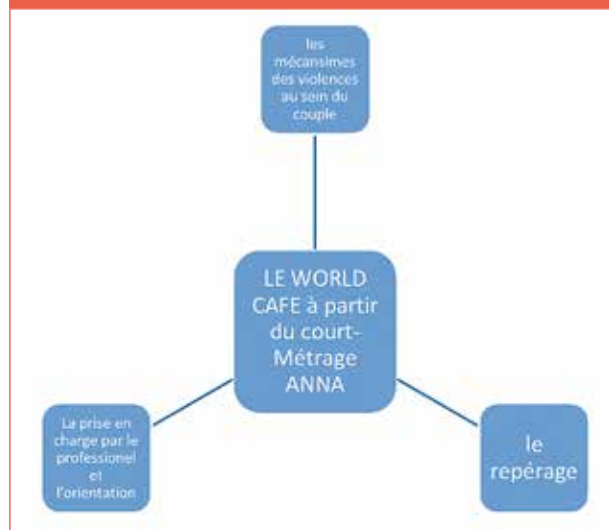 les
mécansimes
des violences
au sein du
couple
LE WORLD
CAFE à partir
du court-
Métrage
ANNA
La prise en
charge par le
professionel
et
l'orientation
le
repérage